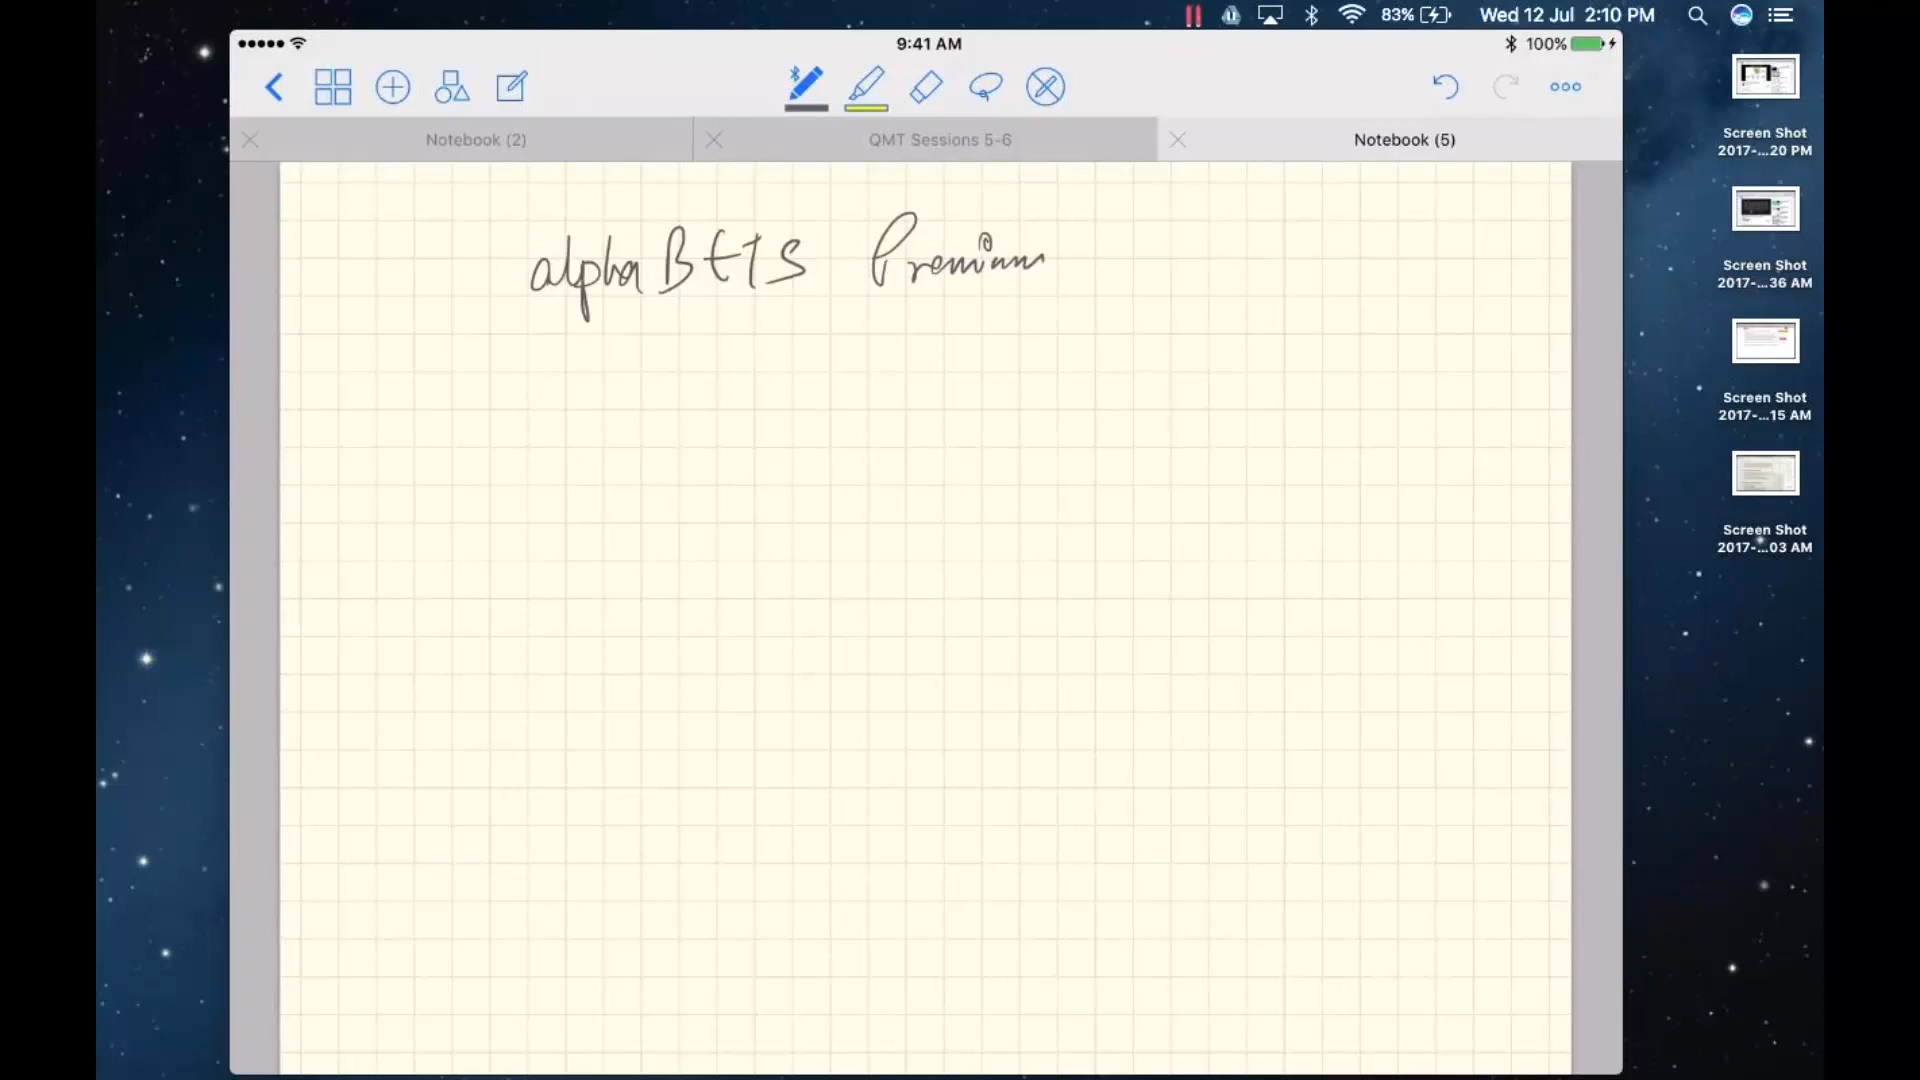 83% Wed 12 Jul 2:10 PM
9:41 AM 100%
Notebook (2) QMT Sessions 5-6 Notebook (5)
alphaBETS Premium
Screen Shot
2017-...20 PM
Screen Shot
2017-...36 AM
Screen Shot
2017-...15 AM
Screen Shot
2017-...03 AM